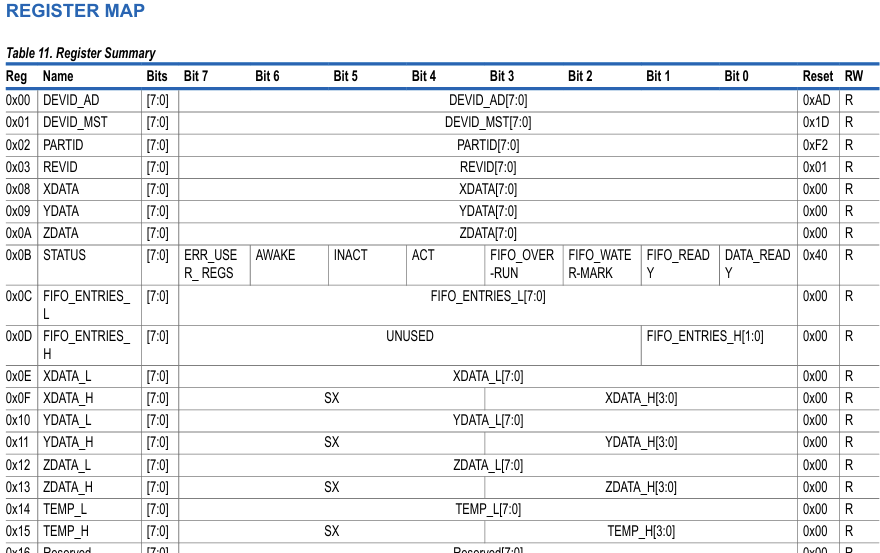 REGISTER MAP
Table 11. Register Summary
Reg Name Bits Bit 7 Bit 6 Bit 5 Bit 4 Bit 3 Bit 2 Bit 1 Bit 0 Reset RW
0x00 DEVID_AD [7:0] DEVID_AD[7:0] 0xAD R
0x01 DEVID_MST [7:0] DEVID_MST[7:0] 0x1D R
0x02 PARTID [7:0] PARTID[7:0] 0xF2 R
0x03 REVID [7:0] REVID[7:0] 0x01 R
0x08 XDATA [7:0] XDATA[7:0] 0x00 R
0x09 YDATA [7:0] YDATA[7:0] 0x00 R
0x0A ZDATA [7:0] ZDATA[7:0] 0x00 R
0x0B STATUS [7:0] ERR_USE AWAKE INACT ACT FIFO_OVER FIFO_WATE FIFO_READ DATA_READ 0x40 R
R_REGS -RUN R-MARK Y Y
0x0C FIFO_ENTRIES_ [7:0] FIFO_ENTRIES_L[7:0] 0x00 R
L
0x0D FIFO_ENTRIES_ [7:0] UNUSED FIFO_ENTRIES_H[1:0] 0x00 R
H
0x0E XDATA_L [7:0] XDATA_L[7:0] 0x00 R
0x0F XDATA_H [7:0] SX XDATA_H[3:0] 0x00 R
0x10 YDATA_L [7:0] YDATA_L[7:0] 0x00 R
0x11 YDATA_H [7:0] SX YDATA_H[3:0] 0x00 R
0x12 ZDATA_L [7:0] ZDATA_L[7:0] 0x00 R
0x13 ZDATA_H [7:0] SX ZDATA_H[3:0] 0x00 R
0x14 TEMP_L [7:0] TEMP_L[7:0] 0x00 R
0x15 TEMP_H [7:0] SX TEMP_H[3:0] 0x00 R
0x16 Reserved [7:0] Reserved[7:0] 0x00 R